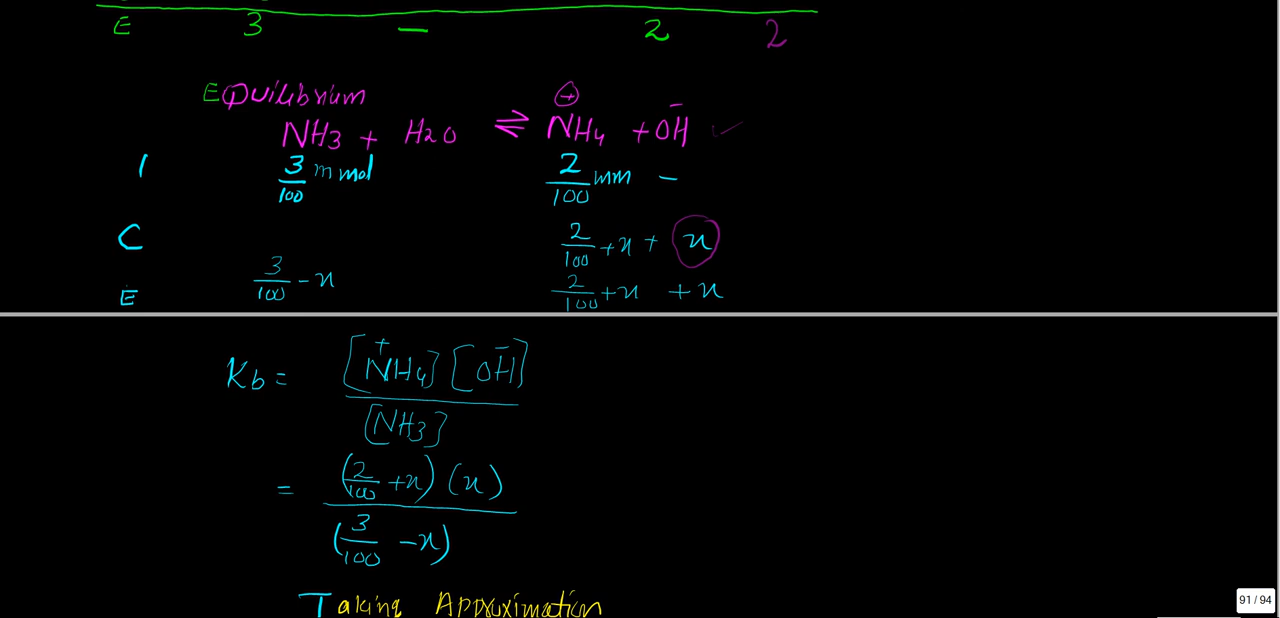 E 3 — 2 2
EQuilibrium
NH3 + H2O ⇌ NH4⊕ + OH⁻ ✓
I 3/100 m mol 2/100 mm —
C 2/100 + x + x
E 3/100 - x 2/100 + x + x
Kb = [NH4⁺] [OH⁻] / [NH3]
= (2/100 + x) (x) / (3/100 - x)
Taking Approximation
91 / 94